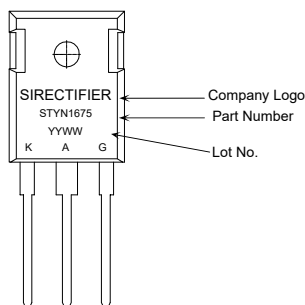 SIRECTIFIER
STYN1675
YYWW
K A G
Company Logo
Part Number
Lot No.